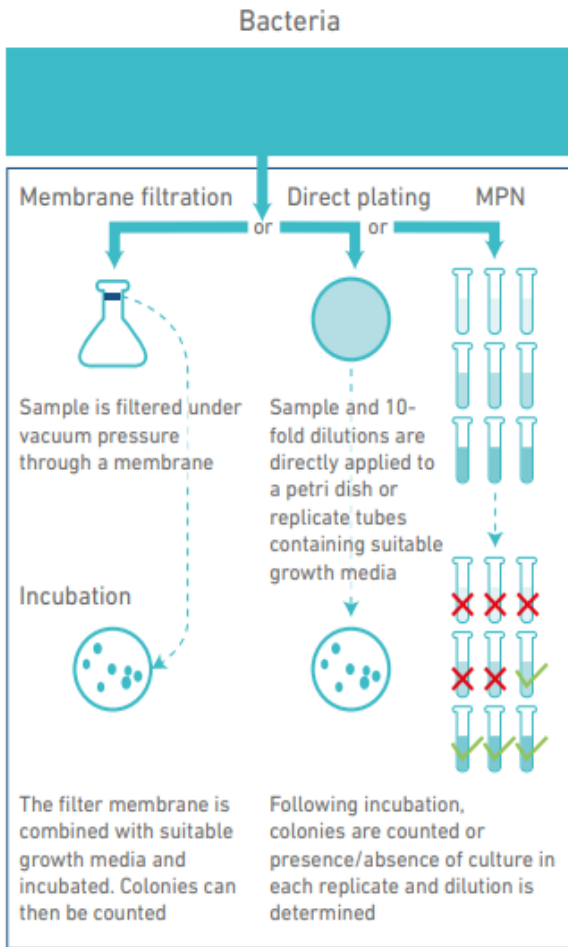 Bacteria
Membrane filtration
Direct plating
MPN
or
or
Sample is filtered under
vacuum pressure
through a membrane
Sample and 10-
fold dilutions are
directly applied to
a petri dish or
replicate tubes
containing suitable
growth media
Incubation
The filter membrane is
combined with suitable
growth media and
incubated. Colonies can
then be counted
Following incubation,
colonies are counted or
presence/absence of culture in
each replicate and dilution is
determined